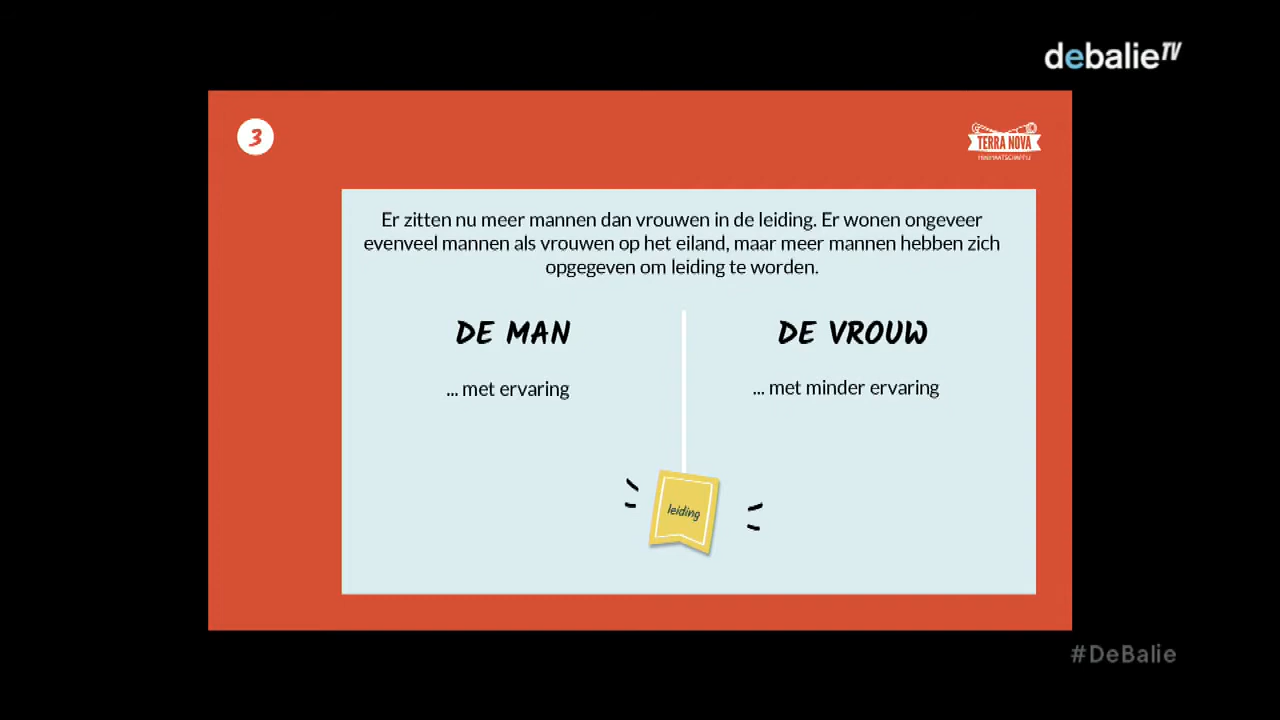 debalieTV
3
TERRA NOVA
MINIMAATSCHAPPIJ
Er zitten nu meer mannen dan vrouwen in de leiding. Er wonen ongeveer
evenveel mannen als vrouwen op het eiland, maar meer mannen hebben zich
opgegeven om leiding te worden.
DE MAN
DE VROUW
... met ervaring
... met minder ervaring
leiding
#DeBalie